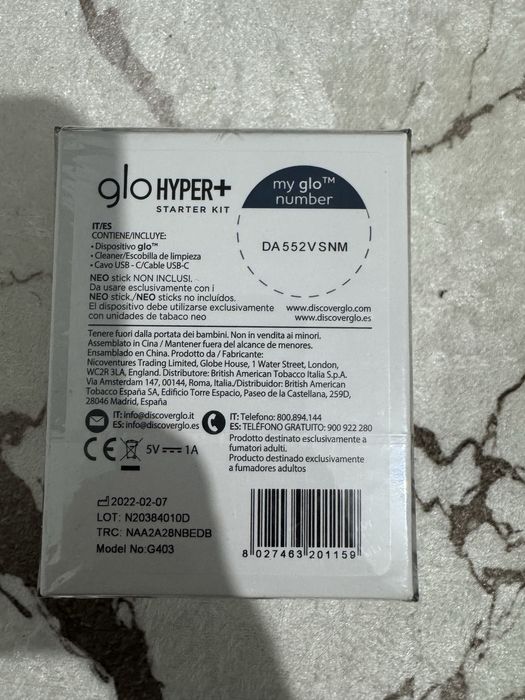 glo HYPER+
STARTER KIT
my glo™
number
DA552VSNM
IT/ES
CONTIENE/INCLUYE:
• Dispositivo glo™
• Cleaner/Escobilla de limpieza
• Cavo USB - C/Cable USB-C
NEO stick NON INCLUSI.
Da usare esclusivamente con i
NEO stick./NEO sticks no incluídos.
El dispositivo debe utilizarse exclusivamente
con unidades de tabaco neo
www.discoverglo.com
www.discoverglo.es
Tenere fuori dalla portata dei bambini. Non in vendita ai minori.
Assemblato in Cina / Mantener fuera del alcance de menores.
Ensamblado en China. Prodotto da / Fabricante:
Nicoventures Trading Limited, Globe House, 1 Water Street, London,
WC2R 3LA, England. Distributore: British American Tobacco Italia S.p.A.
Via Amsterdam 147, 00144, Roma, Italia./Distribuidor: British American
Tobacco España SA, Edificio Torre Espacio, Paseo de la Castellana, 259D,
28046 Madrid, España
IT: info@discoverglo.it
ES: info@discoverglo.es
IT: Telefono: 800.894.144
ES: TELÉFONO GRATUITO: 900 922 280
CE
5V 1A
Prodotto destinato esclusivamente a
fumatori adulti.
Producto destinado exclusivamente
a fumadores adultos
2022-02-07
LOT: N20384010D
TRC: NAA2A28NBEDB
Model No:G403
8 027463 201159